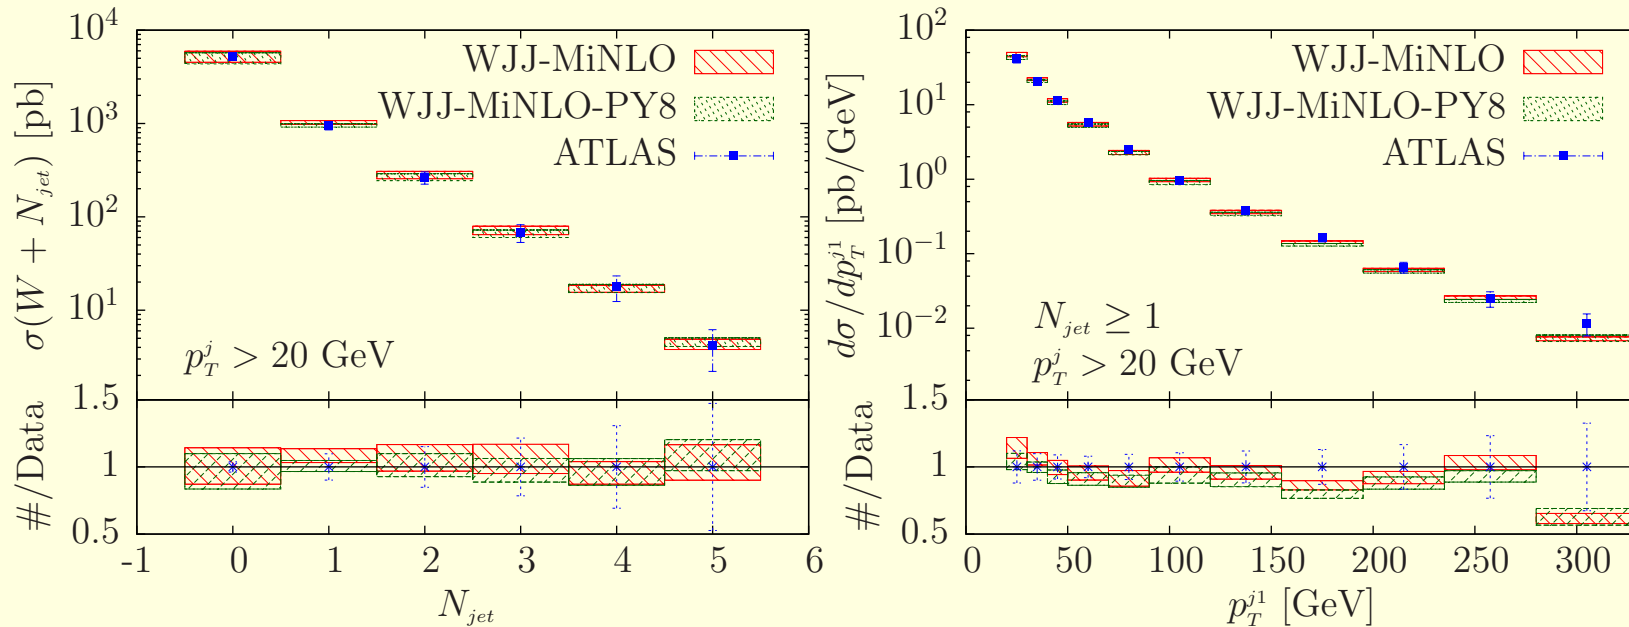 σ(W + N_jet) [pb]
10^4
10^3
10^2
10^1
WJJ-MiNLO
WJJ-MiNLO-PY8
ATLAS
p_T^j > 20 GeV
#/Data
1.5
1
0.5
-1 0 1 2 3 4 5 6
N_jet
dσ/dp_T^{j1} [pb/GeV]
10^2
10^1
10^0
10^-1
10^-2
WJJ-MiNLO
WJJ-MiNLO-PY8
ATLAS
N_jet ≥ 1
p_T^j > 20 GeV
#/Data
1.5
1
0.5
0 50 100 150 200 250 300
p_T^{j1} [GeV]